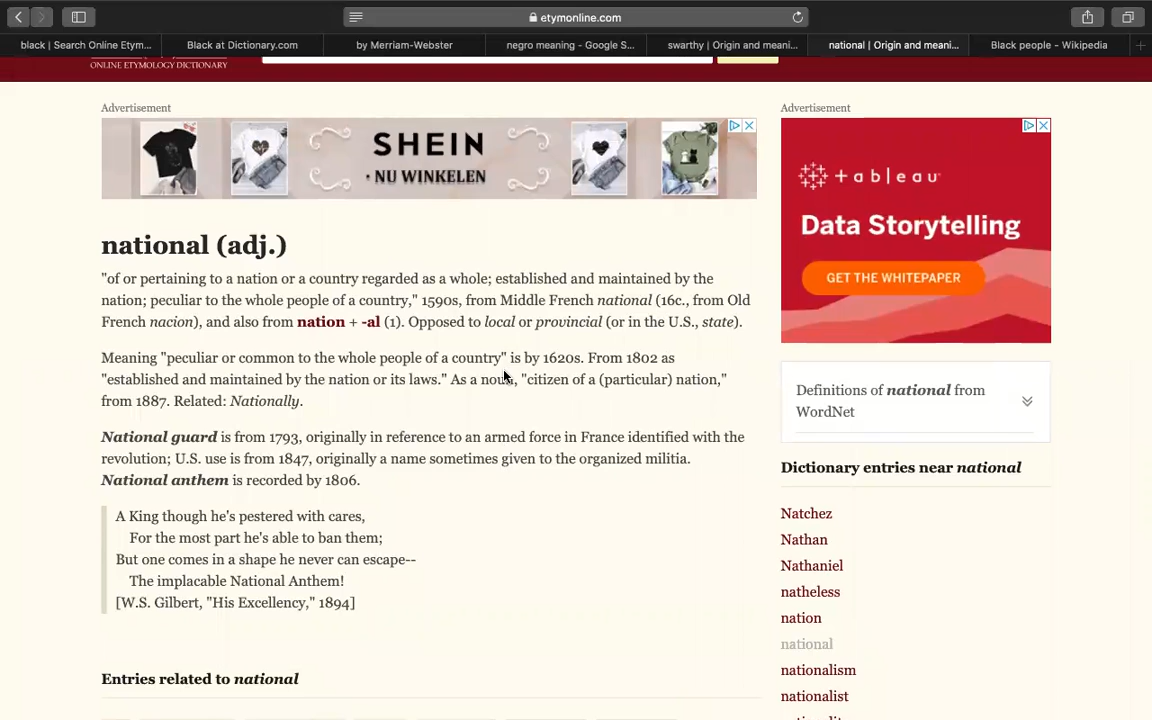 etymonline.com
black | Search Online Etym...
Black at Dictionary.com
by Merriam-Webster
negro meaning - Google S...
swarthy | Origin and meani...
national | Origin and meani...
Black people - Wikipedia
ONLINE ETYMOLOGY DICTIONARY
Advertisement
SHEIN
· NU WINKELEN
national (adj.)
"of or pertaining to a nation or a country regarded as a whole; established and maintained by the
nation; peculiar to the whole people of a country," 1590s, from Middle French national (16c., from Old
French nacion), and also from nation + -al (1). Opposed to local or provincial (or in the U.S., state).
Meaning "peculiar or common to the whole people of a country" is by 1620s. From 1802 as
"established and maintained by the nation or its laws." As a noun, "citizen of a (particular) nation,"
from 1887. Related: Nationally.
National guard is from 1793, originally in reference to an armed force in France identified with the
revolution; U.S. use is from 1847, originally a name sometimes given to the organized militia.
National anthem is recorded by 1806.
A King though he's pestered with cares,
For the most part he's able to ban them;
But one comes in a shape he never can escape--
The implacable National Anthem!
[W.S. Gilbert, "His Excellency," 1894]
Entries related to national
Advertisement
+ a b l e a u
Data Storytelling
GET THE WHITEPAPER
Definitions of national from
WordNet
Dictionary entries near national
Natchez
Nathan
Nathaniel
natheless
nation
national
nationalism
nationalist